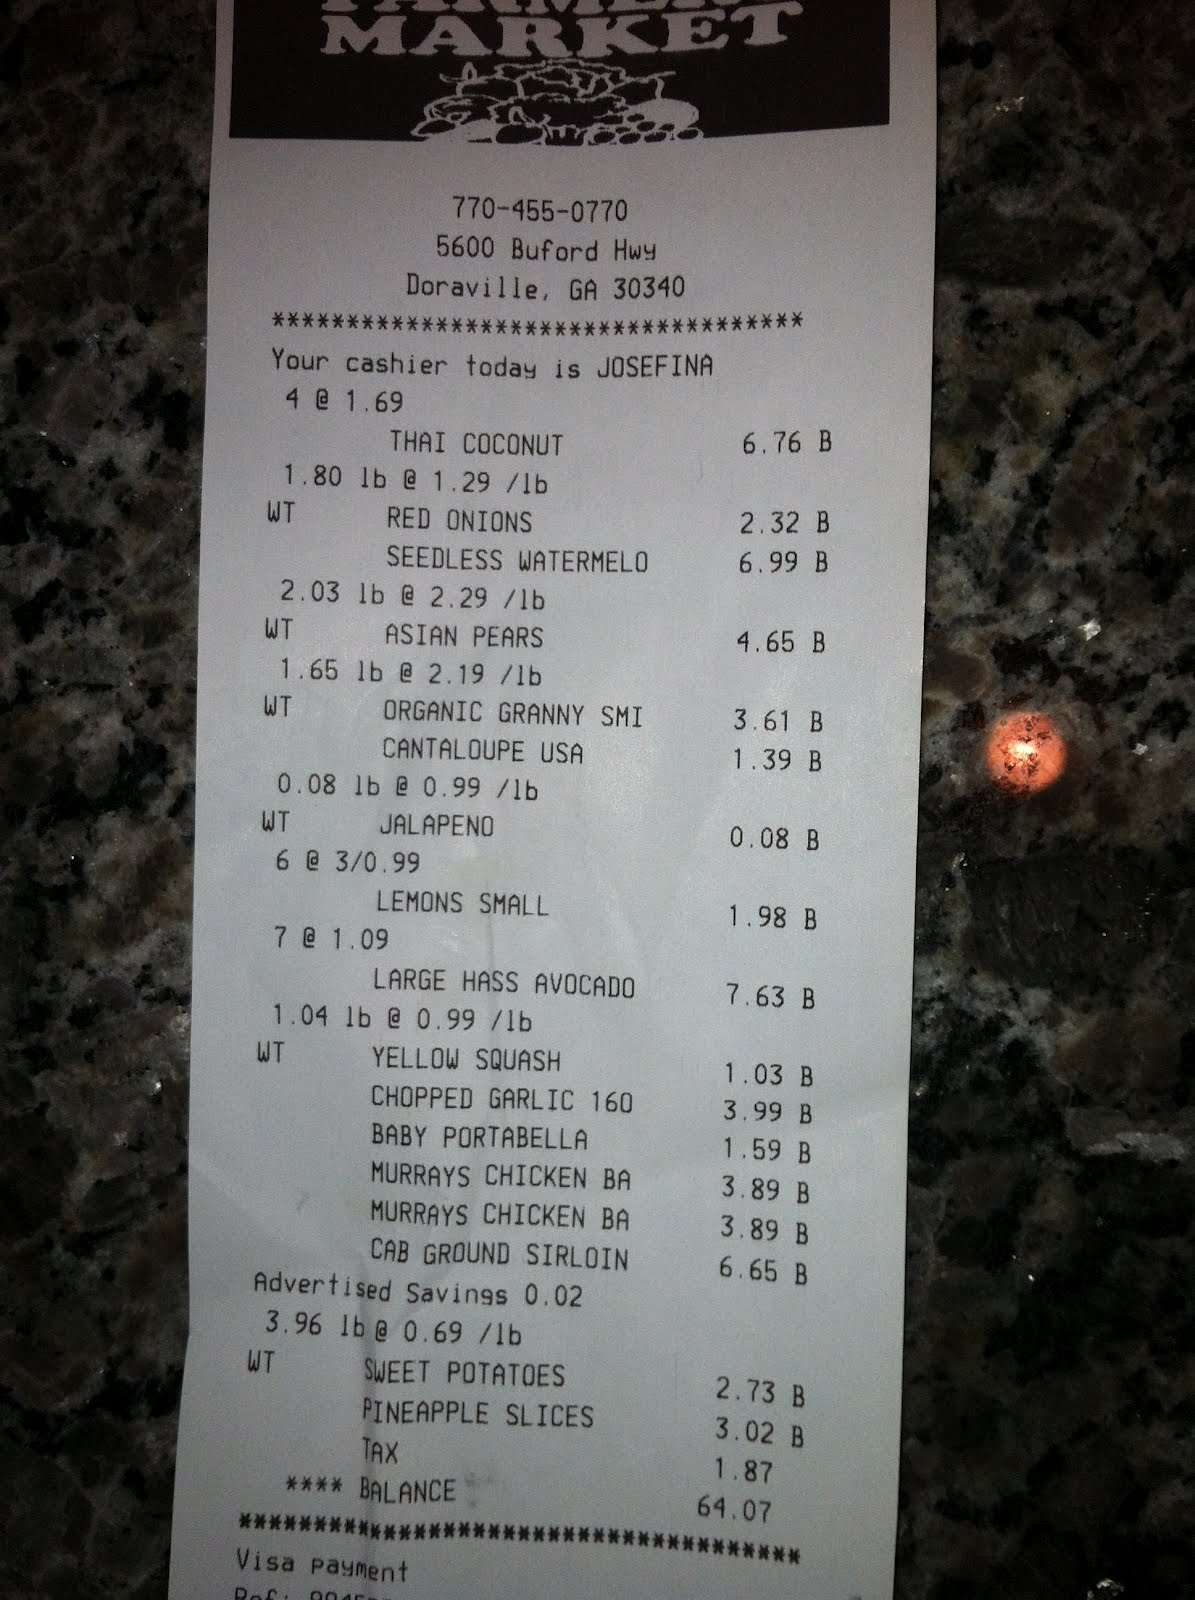 MARKET
770-455-0770
5600 Buford Hwy
Doraville, GA 30340
************************************
Your cashier today is JOSEFINA
4 @ 1.69
THAI COCONUT 6.76 B
1.80 lb @ 1.29 /lb
WT RED ONIONS 2.32 B
SEEDLESS WATERMELO 6.99 B
2.03 lb @ 2.29 /lb
WT ASIAN PEARS 4.65 B
1.65 lb @ 2.19 /lb
WT ORGANIC GRANNY SMI 3.61 B
CANTALOUPE USA 1.39 B
0.08 lb @ 0.99 /lb
WT JALAPENO 0.08 B
6 @ 3/0.99
LEMONS SMALL 1.98 B
7 @ 1.09
LARGE HASS AVOCADO 7.63 B
1.04 lb @ 0.99 /lb
WT YELLOW SQUASH 1.03 B
CHOPPED GARLIC 16O 3.99 B
BABY PORTABELLA 1.59 B
MURRAYS CHICKEN BA 3.89 B
MURRAYS CHICKEN BA 3.89 B
CAB GROUND SIRLOIN 6.65 B
Advertised Savings 0.02
3.96 lb @ 0.69 /lb
WT SWEET POTATOES 2.73 B
PINEAPPLE SLICES 3.02 B
TAX 1.87
**** BALANCE 64.07
**************************************
Visa payment